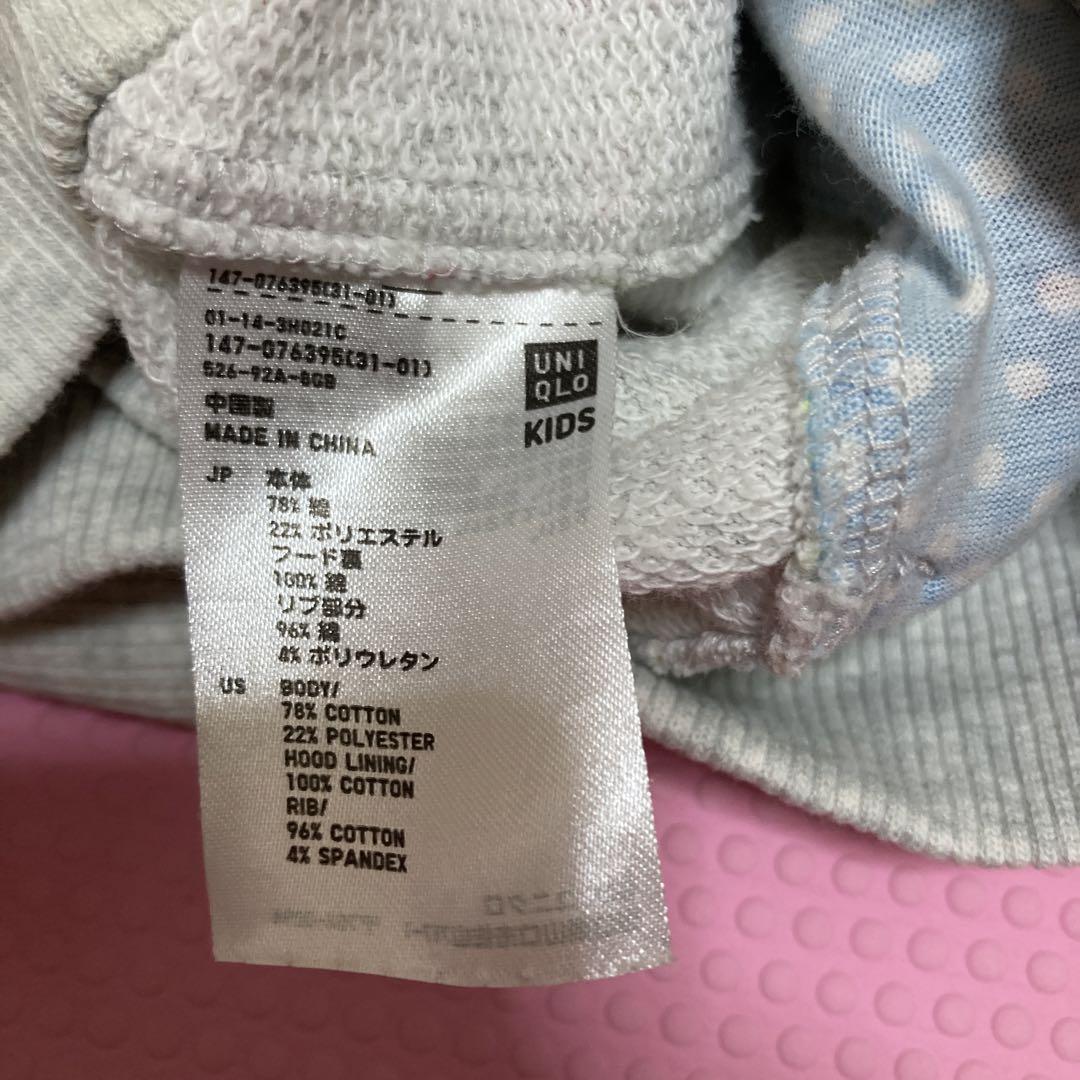 147-076395(31-01)
01-14-3H021C
147-076395(31-01)
S26-92A-8GB
中国製
MADE IN CHINA
UNI
QLO
KIDS
JP 本体
78% 綿
22% ポリエステル
フード裏
100% 綿
リブ部分
96% 綿
4% ポリウレタン
US BODY/
78% COTTON
22% POLYESTER
HOOD LINING/
100% COTTON
RIB/
96% COTTON
4% SPANDEX